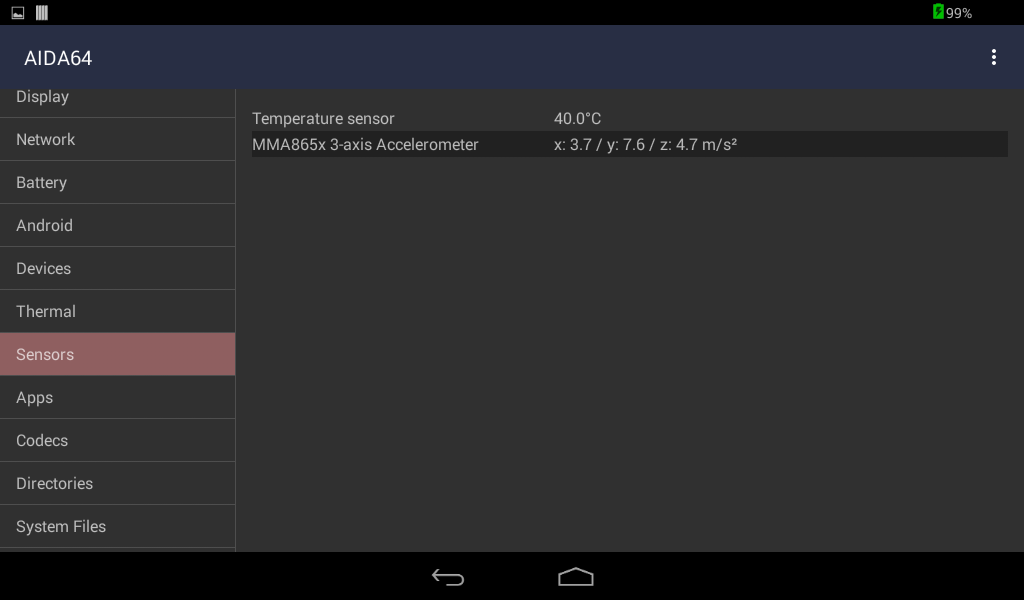 99%
AIDA64
Display
Network
Battery
Android
Devices
Thermal
Sensors
Apps
Codecs
Directories
System Files
Temperature sensor 40.0°C
MMA865x 3-axis Accelerometer x: 3.7 / y: 7.6 / z: 4.7 m/s²